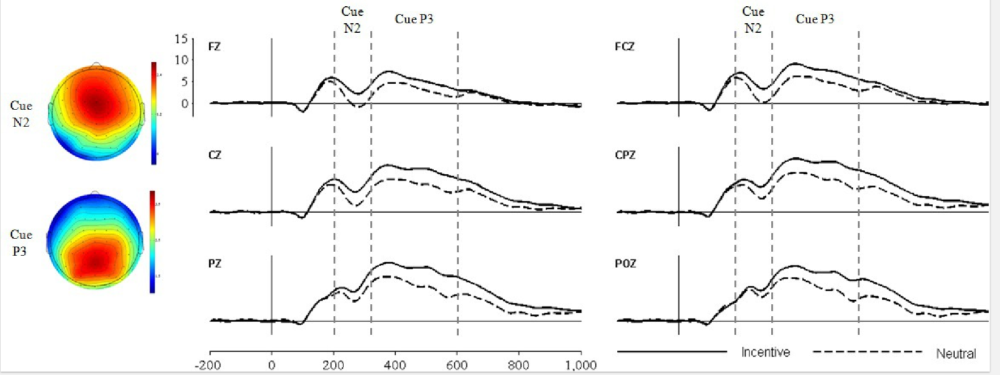 Cue
N2
Cue P3
Cue
N2
Cue P3
15
10
5
0
FZ
FCZ
Cue
N2
CZ
CPZ
Cue
P3
PZ
POZ
-200
0
200
400
600
800
1,000
Incentive
Neutral